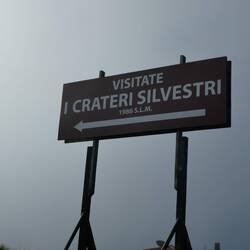 VISITATE
I CRATERI SILVESTRI
1986 S.L.M.